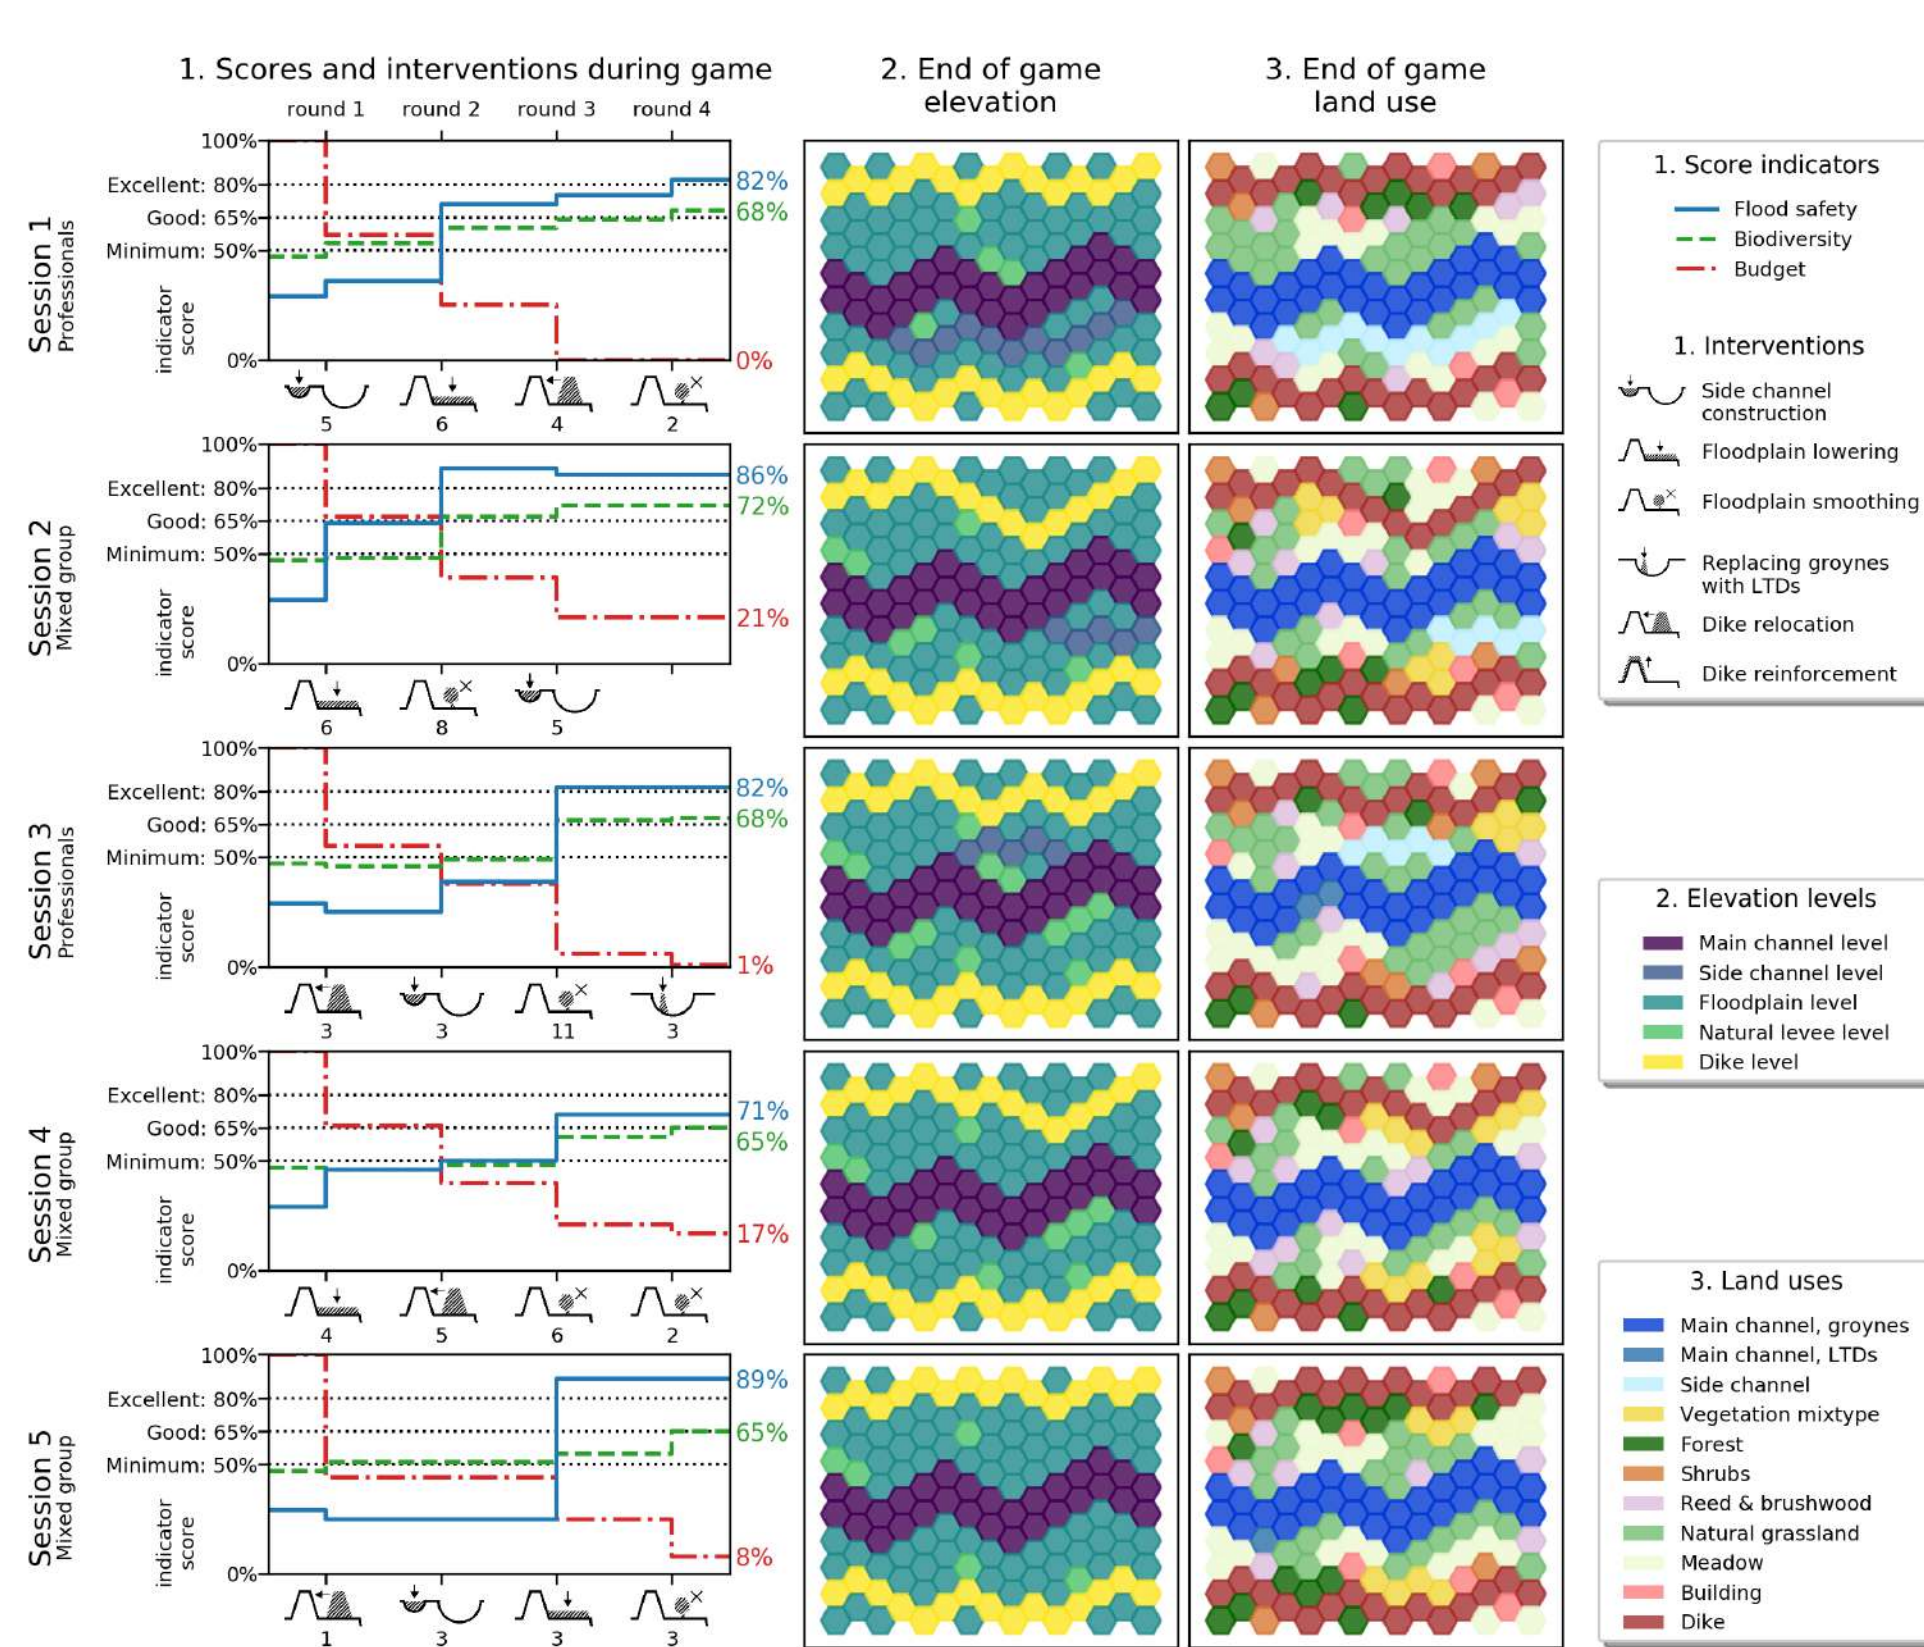 1. Scores and interventions during game
2. End of game
elevation
3. End of game
land use
round 1 round 2 round 3 round 4
Session 1
Professionals
100%
Excellent: 80%
Good: 65%
Minimum: 50%
0%
indicator
score
82%
68%
0%
5 6 4 2
Session 2
Mixed group
100%
Excellent: 80%
Good: 65%
Minimum: 50%
0%
indicator
score
86%
72%
21%
6 8 5
Session 3
Professionals
100%
Excellent: 80%
Good: 65%
Minimum: 50%
0%
indicator
score
82%
68%
1%
3 3 11 3
Session 4
Mixed group
100%
Excellent: 80%
Good: 65%
Minimum: 50%
0%
indicator
score
71%
65%
17%
4 5 6 2
Session 5
Mixed group
100%
Excellent: 80%
Good: 65%
Minimum: 50%
0%
indicator
score
89%
65%
8%
1 3 3 3
1. Score indicators
Flood safety
Biodiversity
Budget
1. Interventions
Side channel
construction
Floodplain lowering
Floodplain smoothing
Replacing groynes
with LTDs
Dike relocation
Dike reinforcement
2. Elevation levels
Main channel level
Side channel level
Floodplain level
Natural levee level
Dike level
3. Land uses
Main channel, groynes
Main channel, LTDs
Side channel
Vegetation mixtype
Forest
Shrubs
Reed & brushwood
Natural grassland
Meadow
Building
Dike